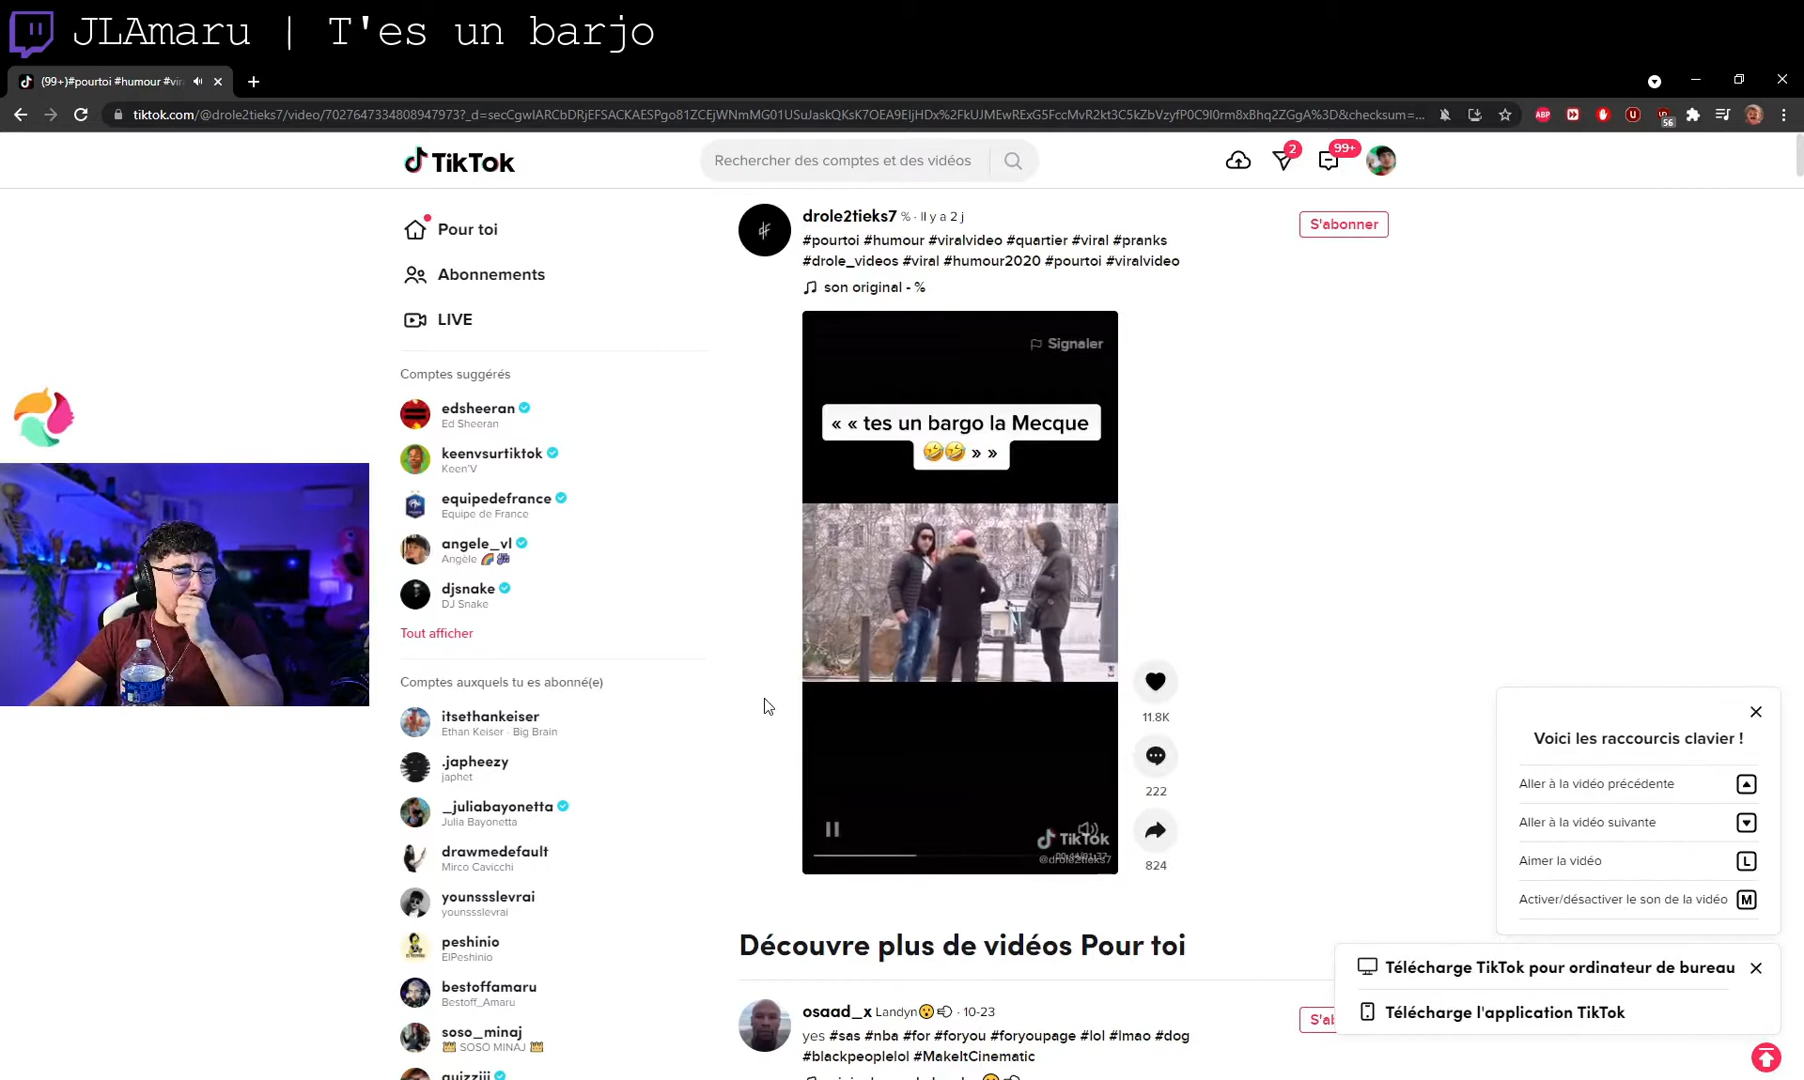 JLAmaru | T'es un barjo
(99+)#pourtoi #humour #vir
tiktok.com/@drole2tieks7/video/7027647334808947973?_d=secCgwIARCbDRjEFSACKAESPgo81ZCEjWNmMG01USuJaskQKsK7OEA9EIjHDx%2FkUJMEwRExG5FccMvR2kt3C5kZbVzyfP0C9I0rm8xBhq2ZGgA%3D&checksum=...
56
TikTok
Rechercher des comptes et des vidéos
2
99+
Pour toi
Abonnements
LIVE
Comptes suggérés
edsheeran
Ed Sheeran
keenvsurtiktok
Keen'V
equipedefrance
Equipe de France
angele_vl
Angèle 🌈🎡
djsnake
DJ Snake
Tout afficher
Comptes auxquels tu es abonné(e)
itsethankeiser
Ethan Keiser · Big Brain
.japheezy
japhet
_juliabayonetta
Julia Bayonetta
drawmedefault
Mirco Cavicchi
younssslevrai
younssslevrai
peshinio
ElPeshinio
bestoffamaru
Bestoff_Amaru
soso_minaj
👑 SOSO MINAJ 👑
guizziii
drole2tieks7 % · Il y a 2 j
#pourtoi #humour #viralvideo #quartier #viral #pranks
#drole_videos #viral #humour2020 #pourtoi #viralvideo
son original - %
S'abonner
Signaler
« « tes un bargo la Mecque
🤣🤣 » »
TikTok
@drole2tieks7
11.8K
222
824
Découvre plus de vidéos Pour toi
osaad_x Landyn😯💨 · 10-23
yes #sas #nba #for #foryou #foryoupage #lol #lmao #dog
#blackpeoplelol #MakeItCinematic
Voici les raccourcis clavier !
Aller à la vidéo précédente
Aller à la vidéo suivante
Aimer la vidéo L
Activer/désactiver le son de la vidéo M
Télécharge TikTok pour ordinateur de bureau
Télécharge l'application TikTok